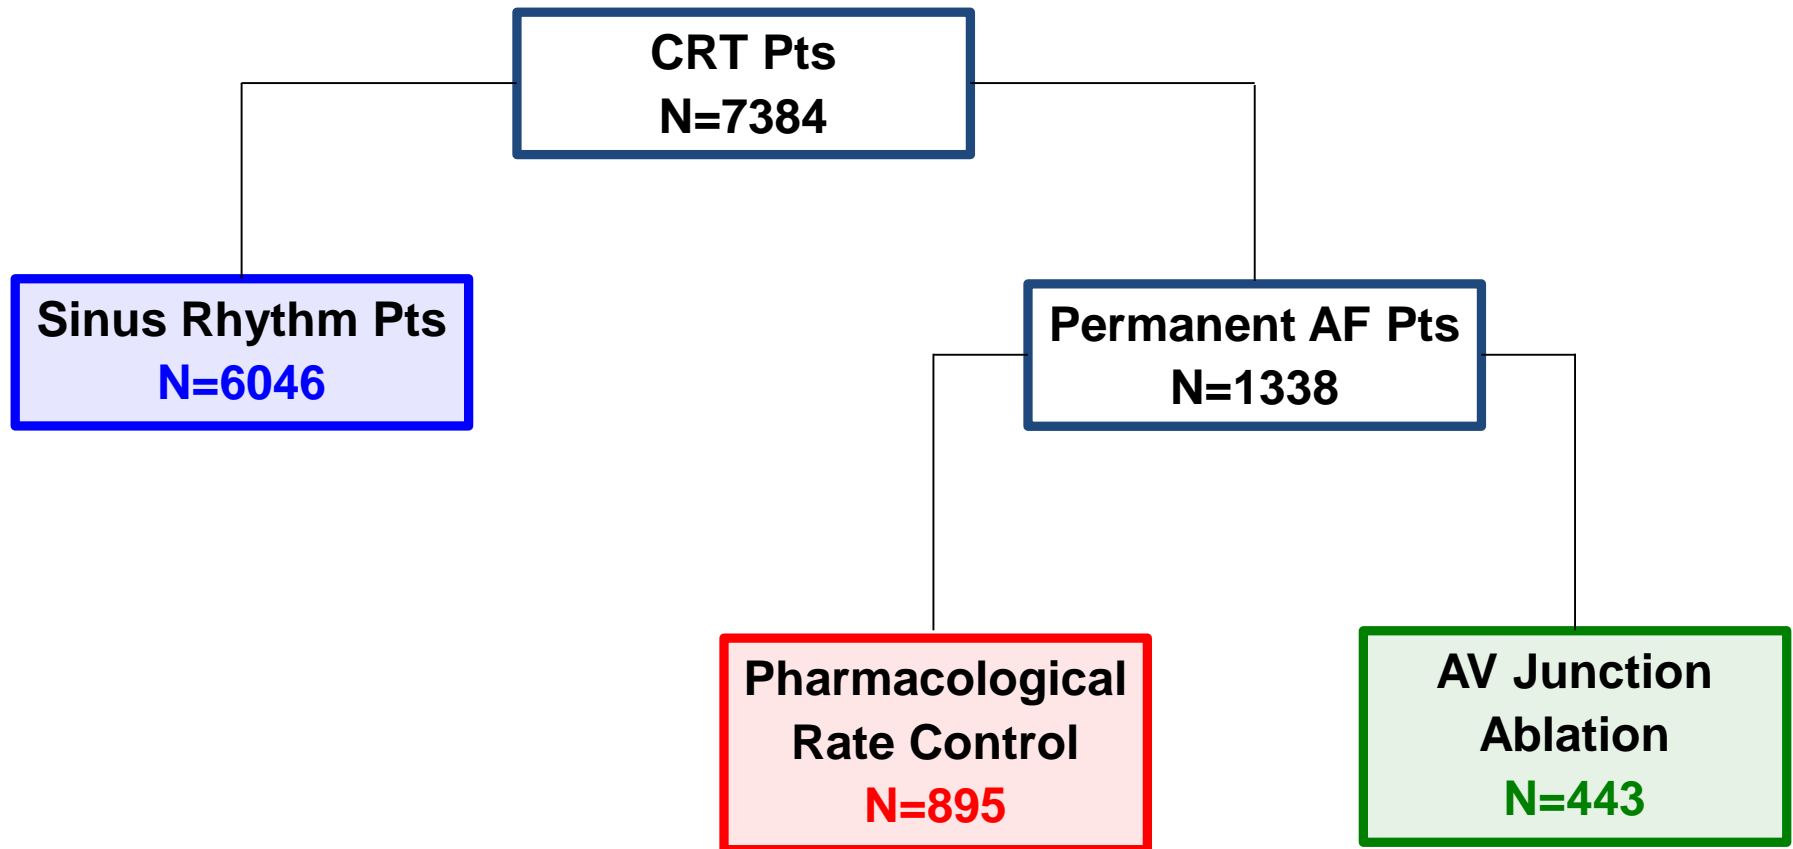 CRT Pts
N=7384
Sinus Rhythm Pts
N=6046
Permanent AF Pts
N=1338
Pharmacological
Rate Control
N=895
AV Junction
Ablation
N=443